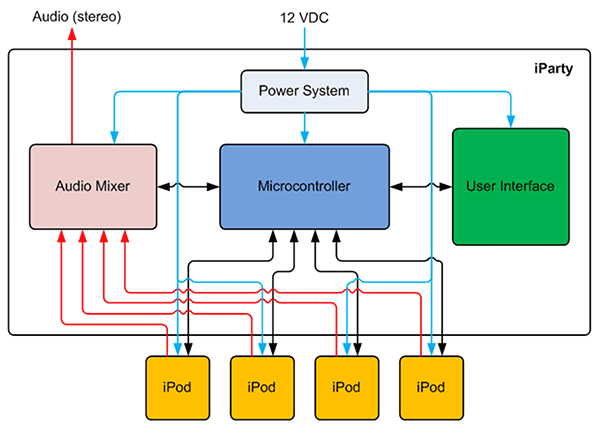 Audio (stereo)
12 VDC
iParty
Power System
Audio Mixer
Microcontroller
User Interface
iPod
iPod
iPod
iPod